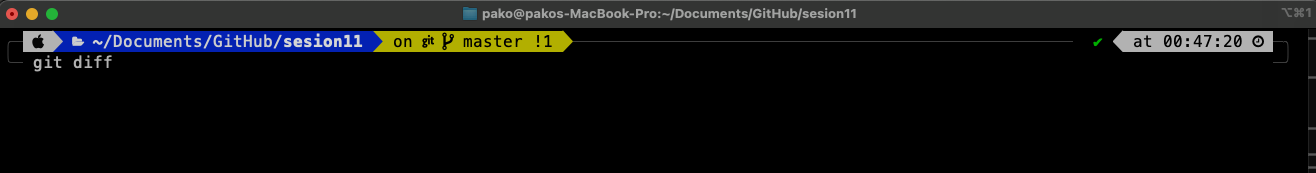 pako@pakos-MacBook-Pro:~/Documents/GitHub/sesion11 ⌥⌘1
~/Documents/GitHub/sesion11 on git master !1 ✔ at 00:47:20
git diff